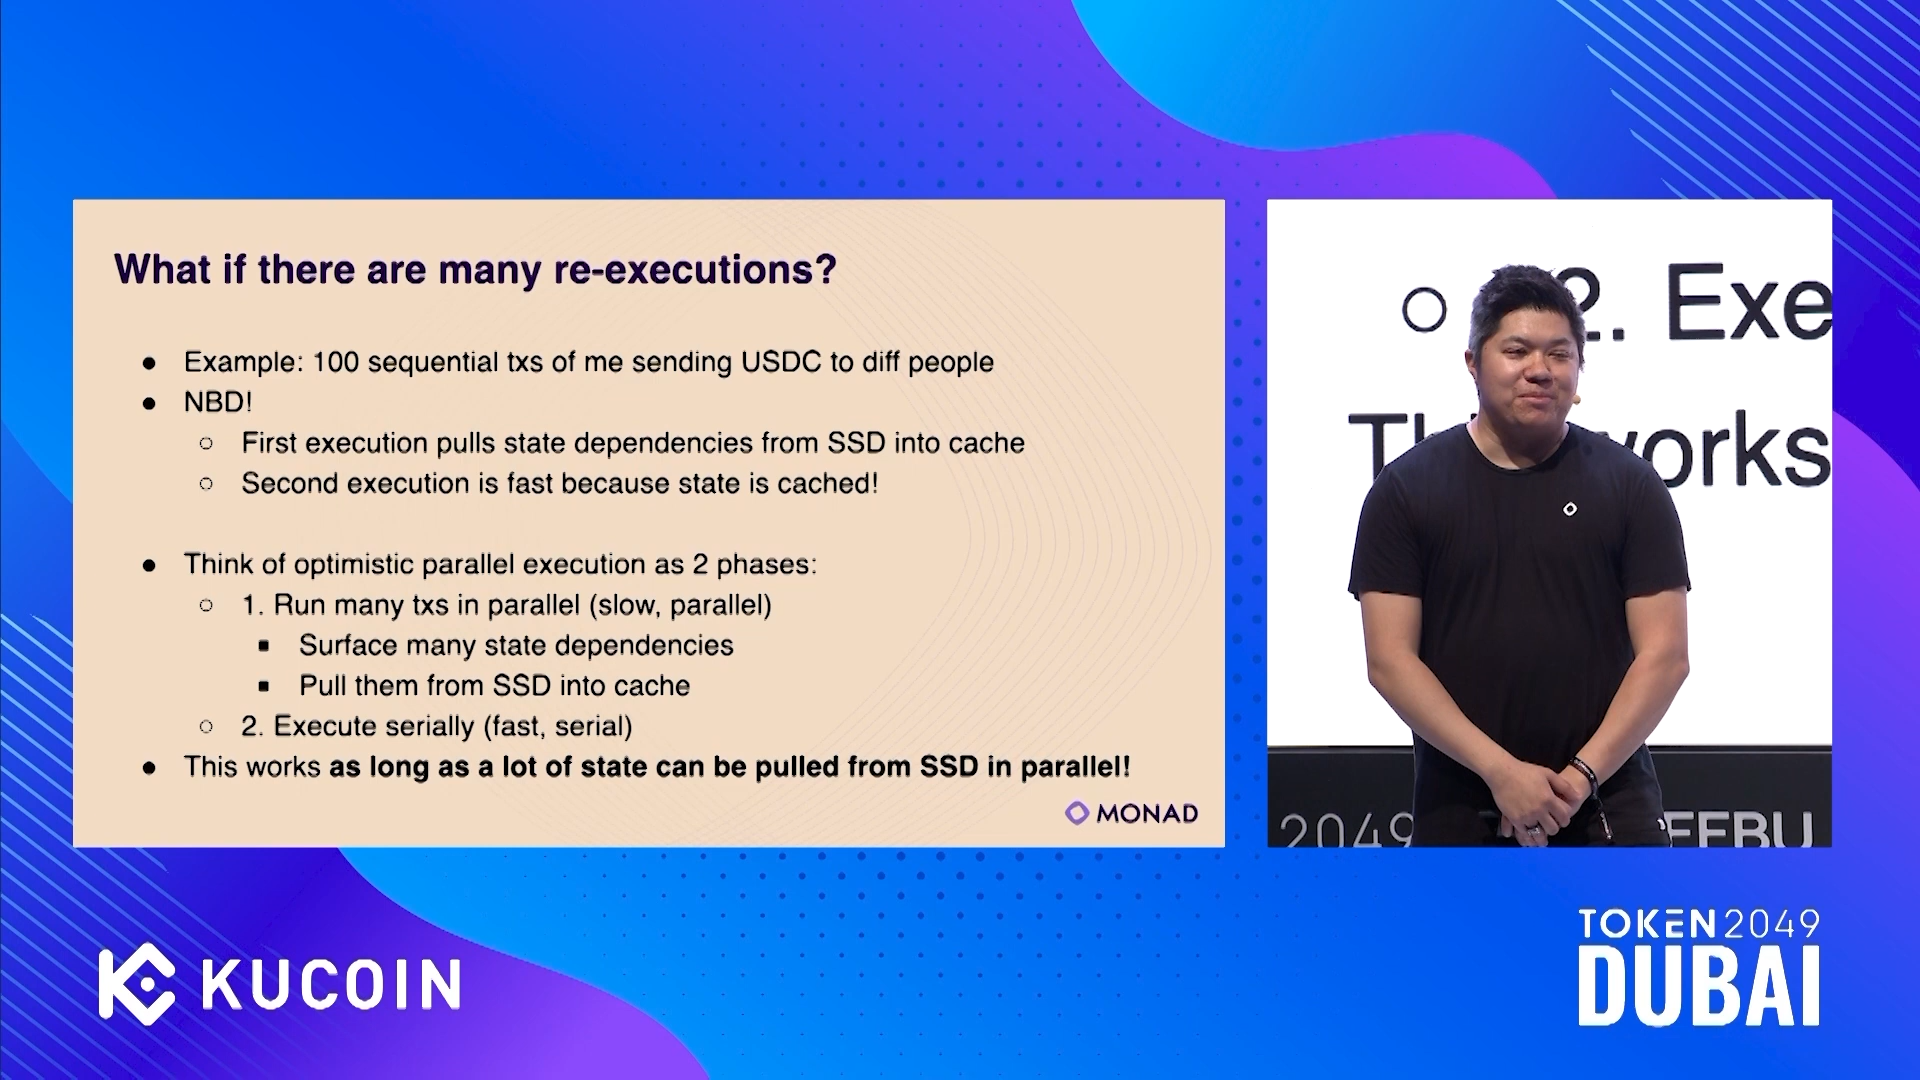 What if there are many re-executions?
Example: 100 sequential txs of me sending USDC to diff people
NBD!
First execution pulls state dependencies from SSD into cache
Second execution is fast because state is cached!
Think of optimistic parallel execution as 2 phases:
1. Run many txs in parallel (slow, parallel)
Surface many state dependencies
Pull them from SSD into cache
2. Execute serially (fast, serial)
This works as long as a lot of state can be pulled from SSD in parallel!
MONAD
2. Exe
works
2049
KUCOIN
TOKEN2049
DUBAI